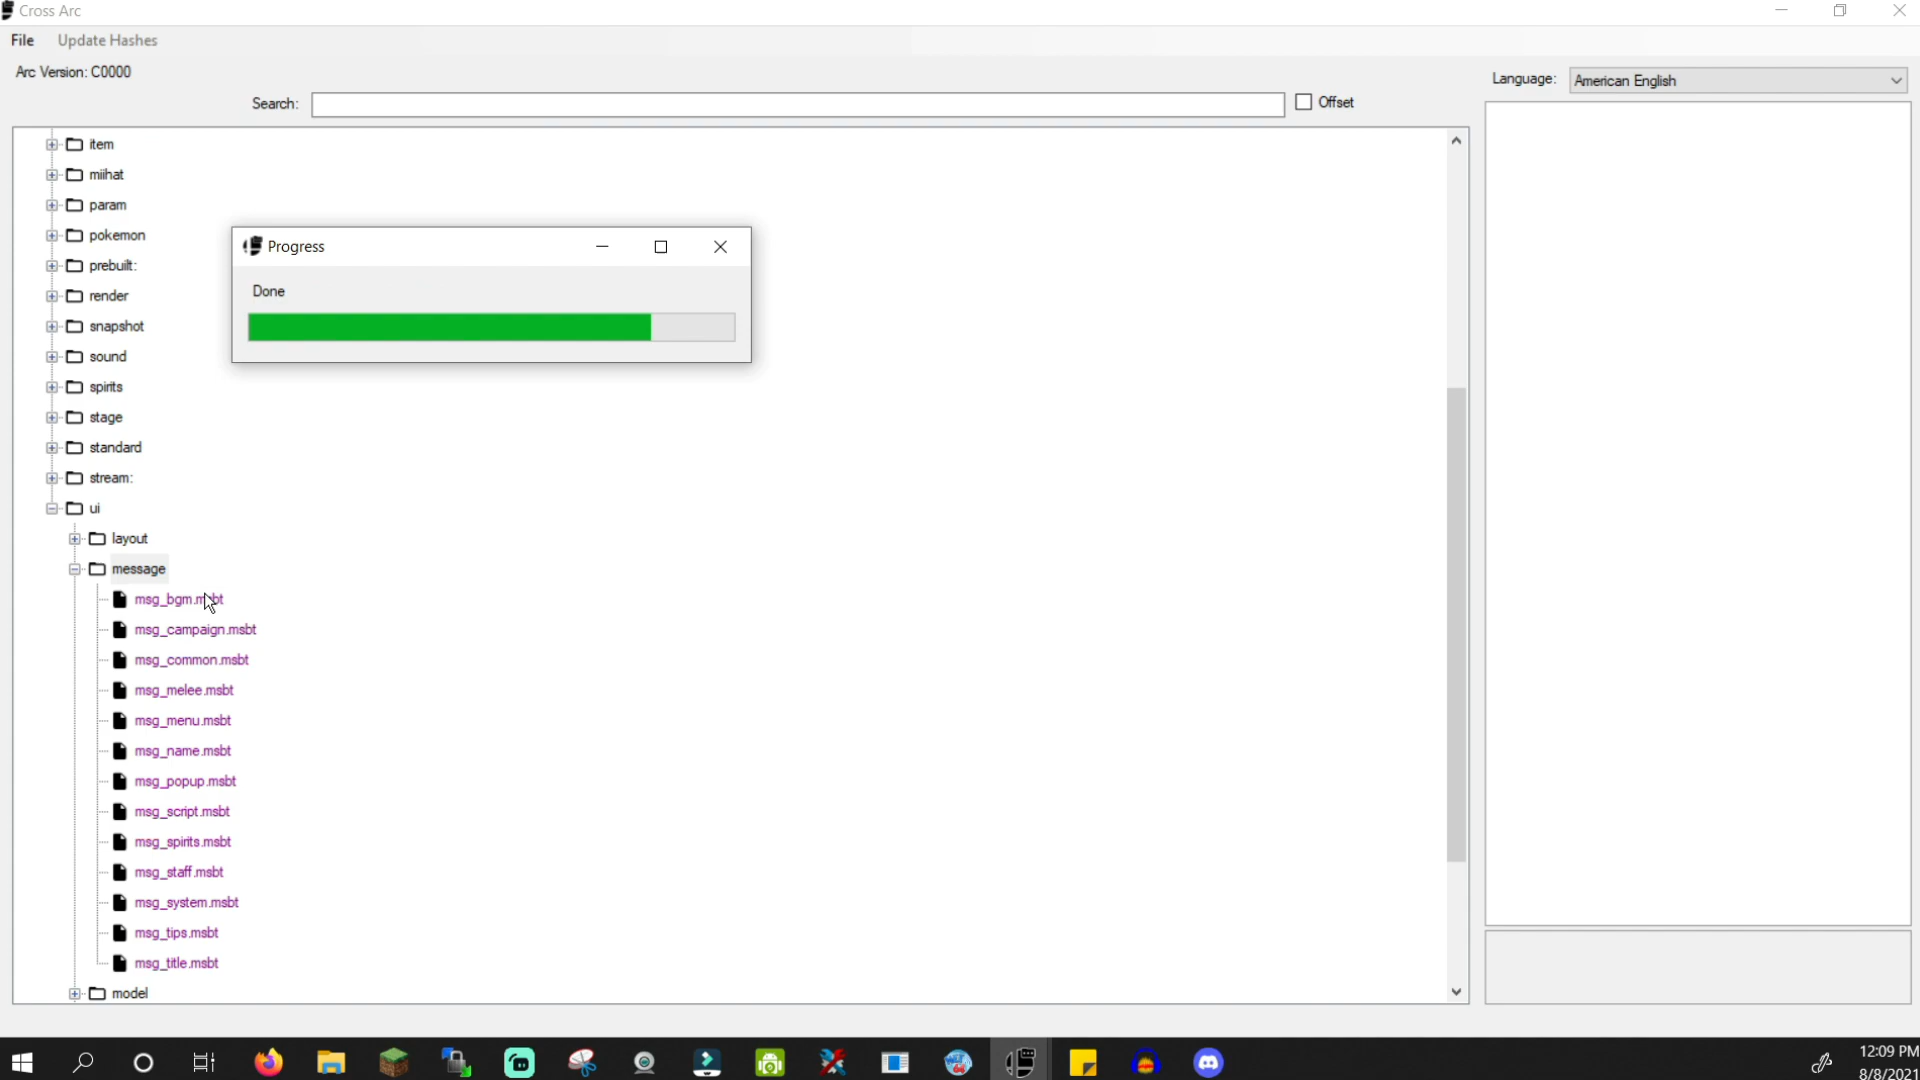 Cross Arc
File Update Hashes
Arc Version: C0000
Language: American English
Search: Offset
item
miihat
param
pokemon
Progress
prebuilt:
Done
render
snapshot
sound
spirits
stage
standard
stream:
ui
layout
message
msg_bgm.msbt
msg_campaign.msbt
msg_common.msbt
msg_melee.msbt
msg_menu.msbt
msg_name.msbt
msg_popup.msbt
msg_script.msbt
msg_spirits.msbt
msg_staff.msbt
msg_system.msbt
msg_tips.msbt
msg_title.msbt
model
12:09 PM
8/8/2021